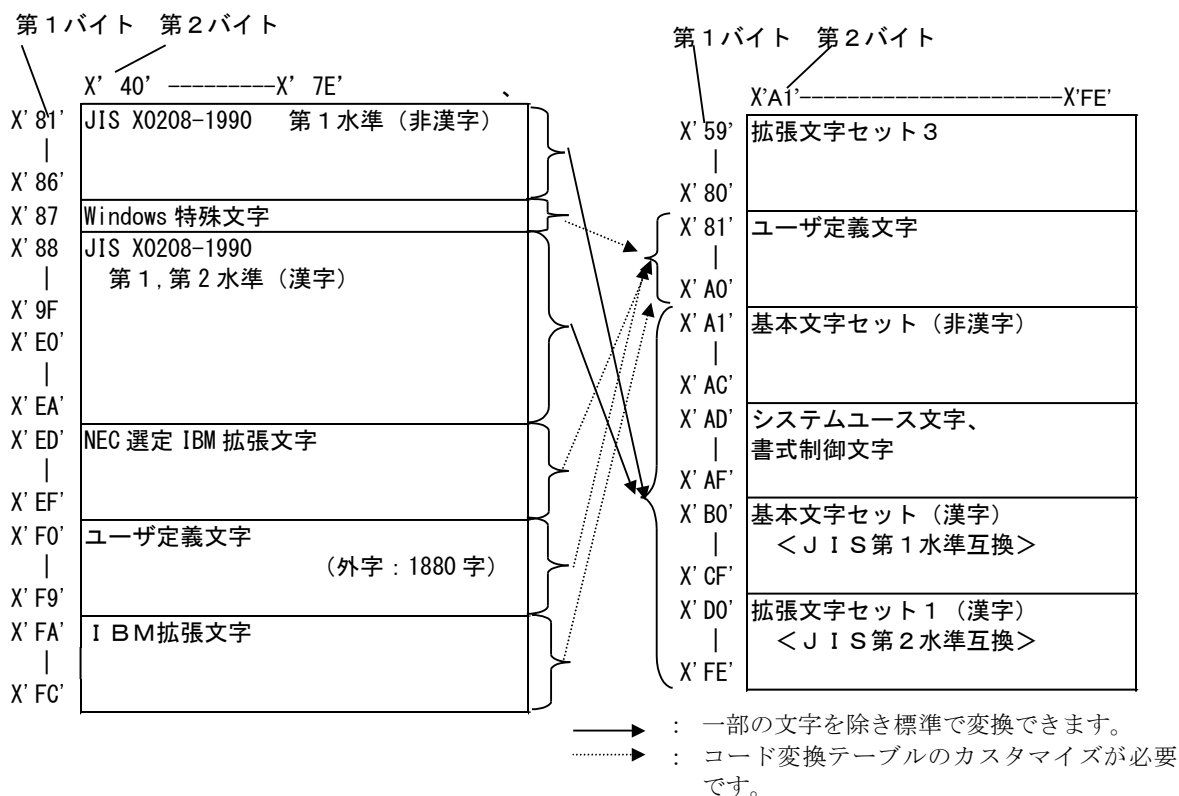 第１バイト　第２バイト
X’ 40’ ---------X’ 7E’ 、
X’ 81’ JIS X0208-1990　第１水準（非漢字）
|
X’ 86’
X’ 87 Windows 特殊文字
X’ 88 JIS X0208-1990
| 第１,第２水準（漢字）
X’ 9F
X’ E0’
|
X’ EA’
X’ ED’ NEC 選定 IBM 拡張文字
|
X’ EF’
X’ F0’ ユーザ定義文字
| （外字：1880 字）
X’ F9’
X’ FA’ ＩＢＭ拡張文字
|
X’ FC’
第１バイト　第２バイト
X’A1’----------------------X’FE’
X’ 59’ 拡張文字セット３
|
X’ 80’
X’ 81’ ユーザ定義文字
|
X’ A0’
X’ A1’ 基本文字セット（非漢字）
|
X’ AC’
X’ AD’ システムユース文字、
| 書式制御文字
X’ AF’
X’ B0’ 基本文字セット（漢字）
| ＜ＪＩＳ第１水準互換＞
X’ CF’
X’ D0’ 拡張文字セット１（漢字）
| ＜ＪＩＳ第２水準互換＞
X’ FE’
： 一部の文字を除き標準で変換できます。
： コード変換テーブルのカスタマイズが必要
です。